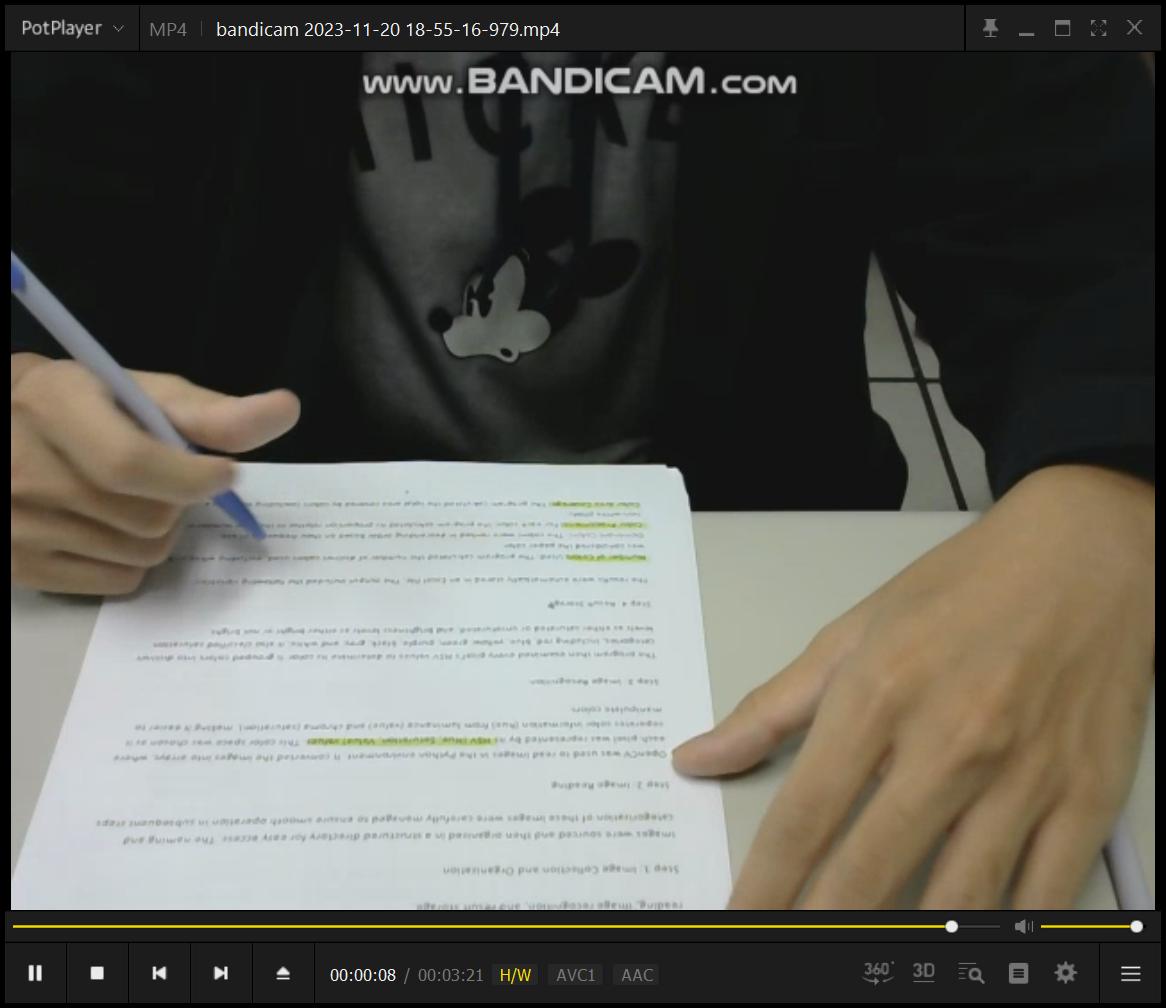 PotPlayer
MP4
bandicam 2023-11-20 18-55-16-979.mp4
www.BANDICAM.com
reading, image recognition, and result storage.
Step 1: Image Collection and Organization
Images were sourced and then organised in a structured directory for easy access. The naming and
categorisation of these images were carefully managed to ensure smooth operation in subsequent steps
Step 2: Image Reading
OpenCV was used to read images in the Python environment. It converted the images into arrays, where
each pixel was represented by its HSV (Hue, Saturation, Value) values. This color space was chosen as it
separates color information (hue) from luminance (value) and chroma (saturation), making it easier to
manipulate colors.
Step 3: Image Recognition
The program then examined every pixel's HSV values to determine its color. It grouped colors into distinct
categories, including red, blue, yellow, green, purple, black, gray, and white. It also classified saturation
levels as either saturated or unsaturated, and brightness levels as either bright or not bright.
Step 4: Result Storage
The results were automatically stored in an Excel file. The output included the following statistics:
Number of Colors Used: The program calculated the number of distinct colors used, excluding
was considered the paper color.
Dominant Colors: The colors were ranked in descending order based on their
Color Proportions: For each color, the program calculated its proportion relative to the
non-white pixels.
Color Area Coverage: The program calculated the total area covered by colors (excluding
00:00:08 / 00:03:21 H/W AVC1 AAC
360° 3D